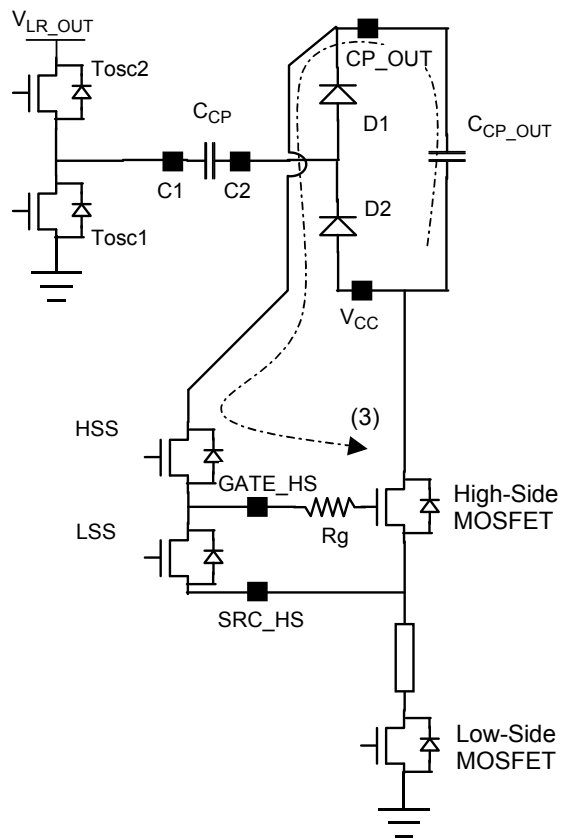 VLR_OUT
Tosc2
CP_OUT
CCP
D1
CCP_OUT
C1
C2
D2
Tosc1
VCC
HSS
(3)
GATE_HS
High-Side
MOSFET
LSS
Rg
SRC_HS
Low-Side
MOSFET